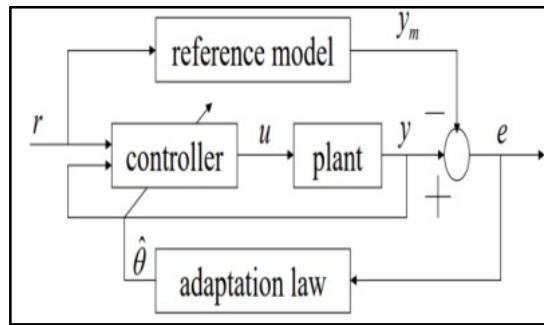 reference model
y_m
r
controller
u
plant
y
−
e
+
θ̂
adaptation law